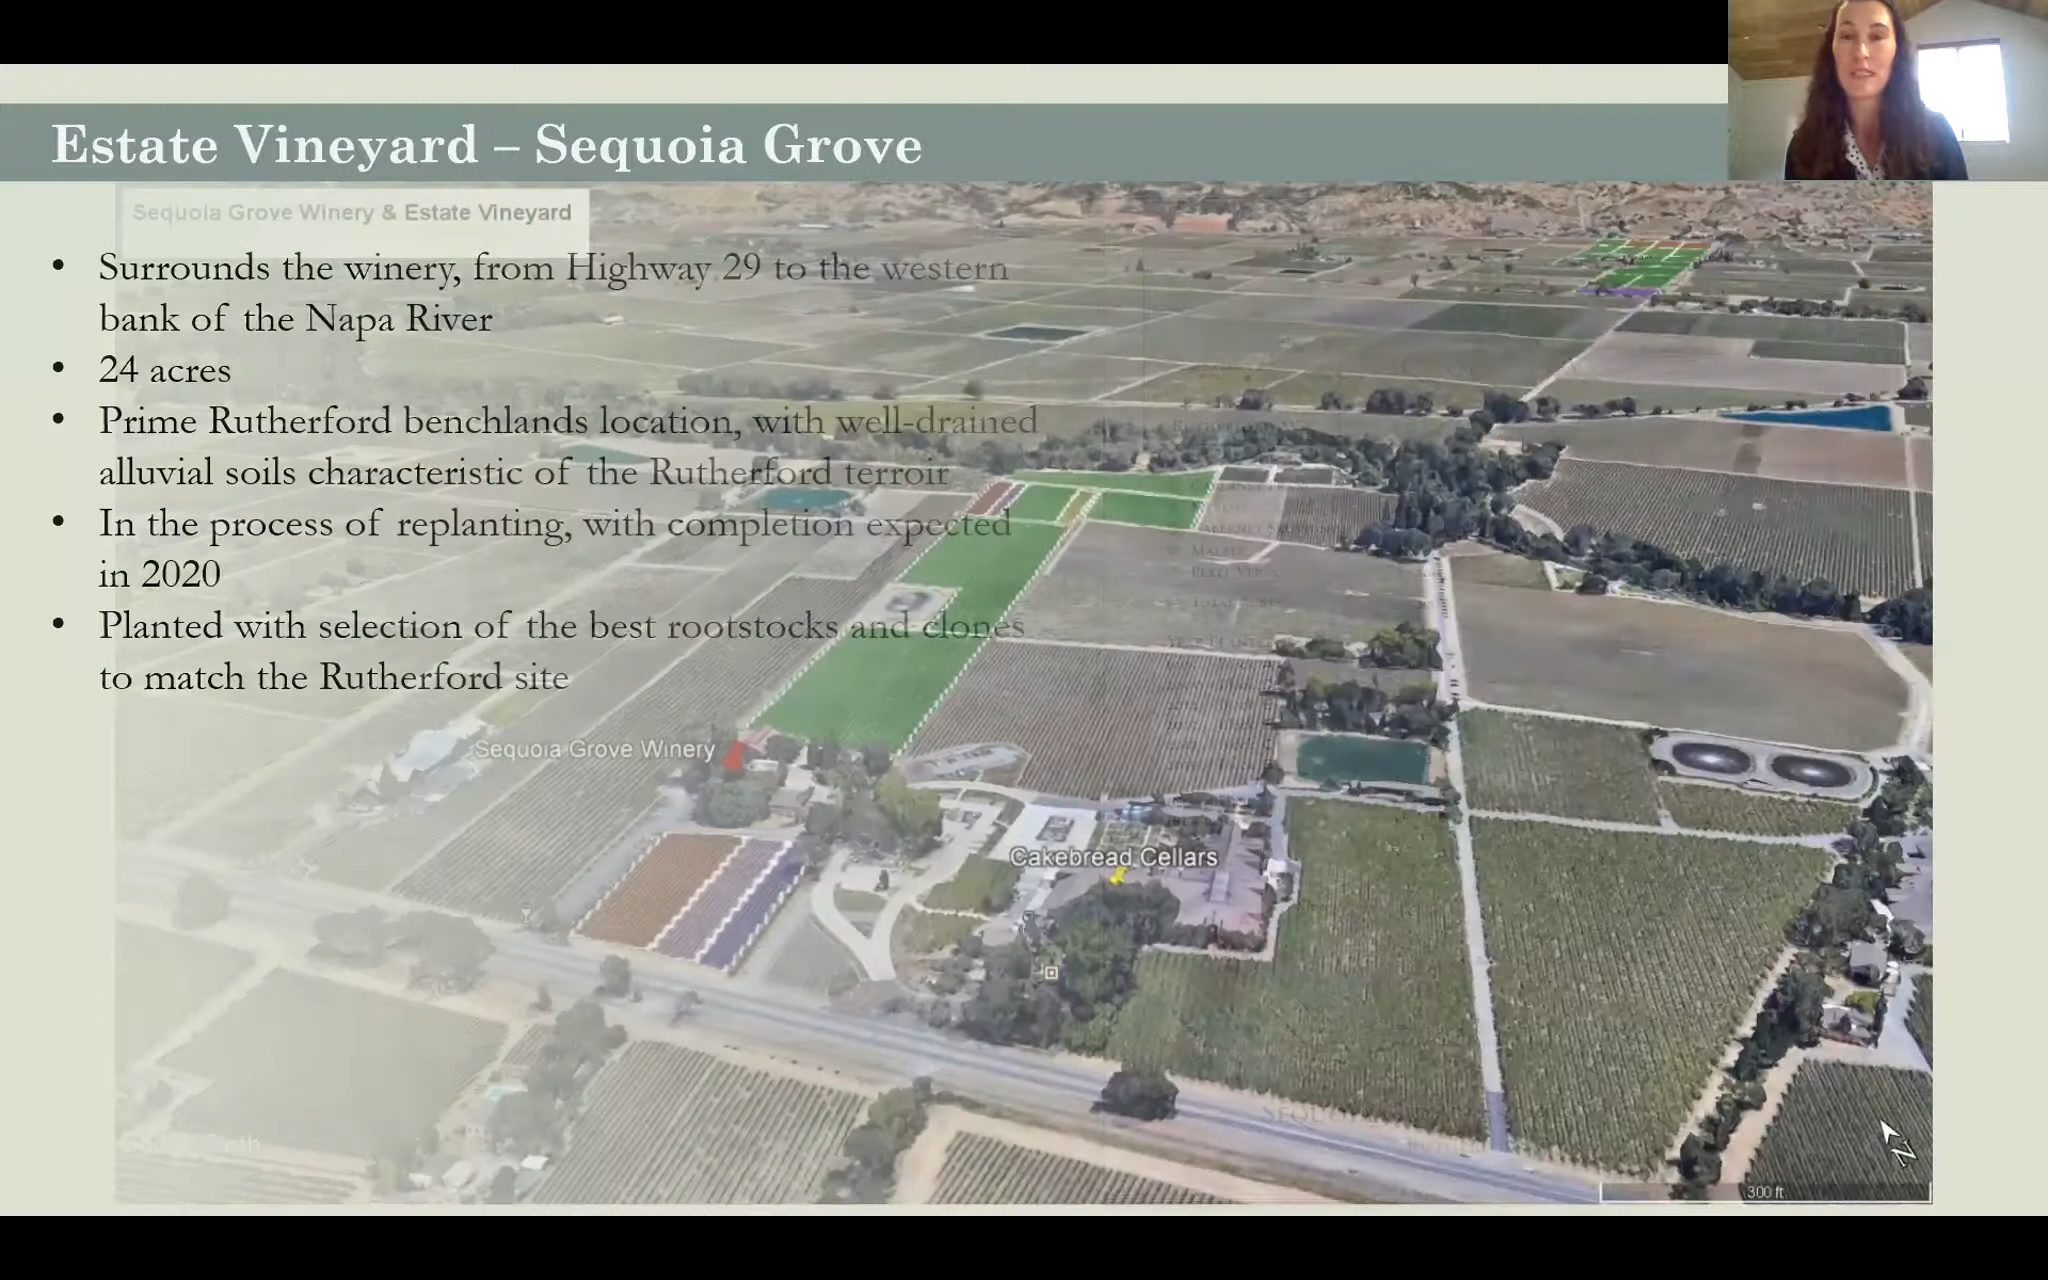 Estate Vineyard – Sequoia Grove
Sequoia Grove Winery & Estate Vineyard
• Surrounds the winery, from Highway 29 to the western
bank of the Napa River
• 24 acres
• Prime Rutherford benchlands location, with well-drained
alluvial soils characteristic of the Rutherford terroir
• In the process of replanting, with completion expected
in 2020
• Planted with selection of the best rootstocks and clones
to match the Rutherford site
Sequoia Grove Winery
Cakebread Cellars
Malbec
N
300 ft